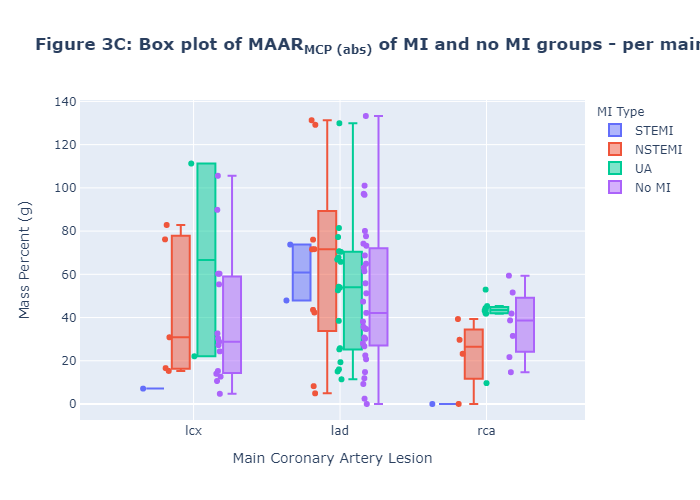 Figure 3C: Box plot of MAAR_MCP (abs) of MI and no MI groups - per main
MI Type
STEMI
NSTEMI
UA
No MI
Mass Percent (g)
140
120
100
80
60
40
20
0
lcx
lad
rca
Main Coronary Artery Lesion